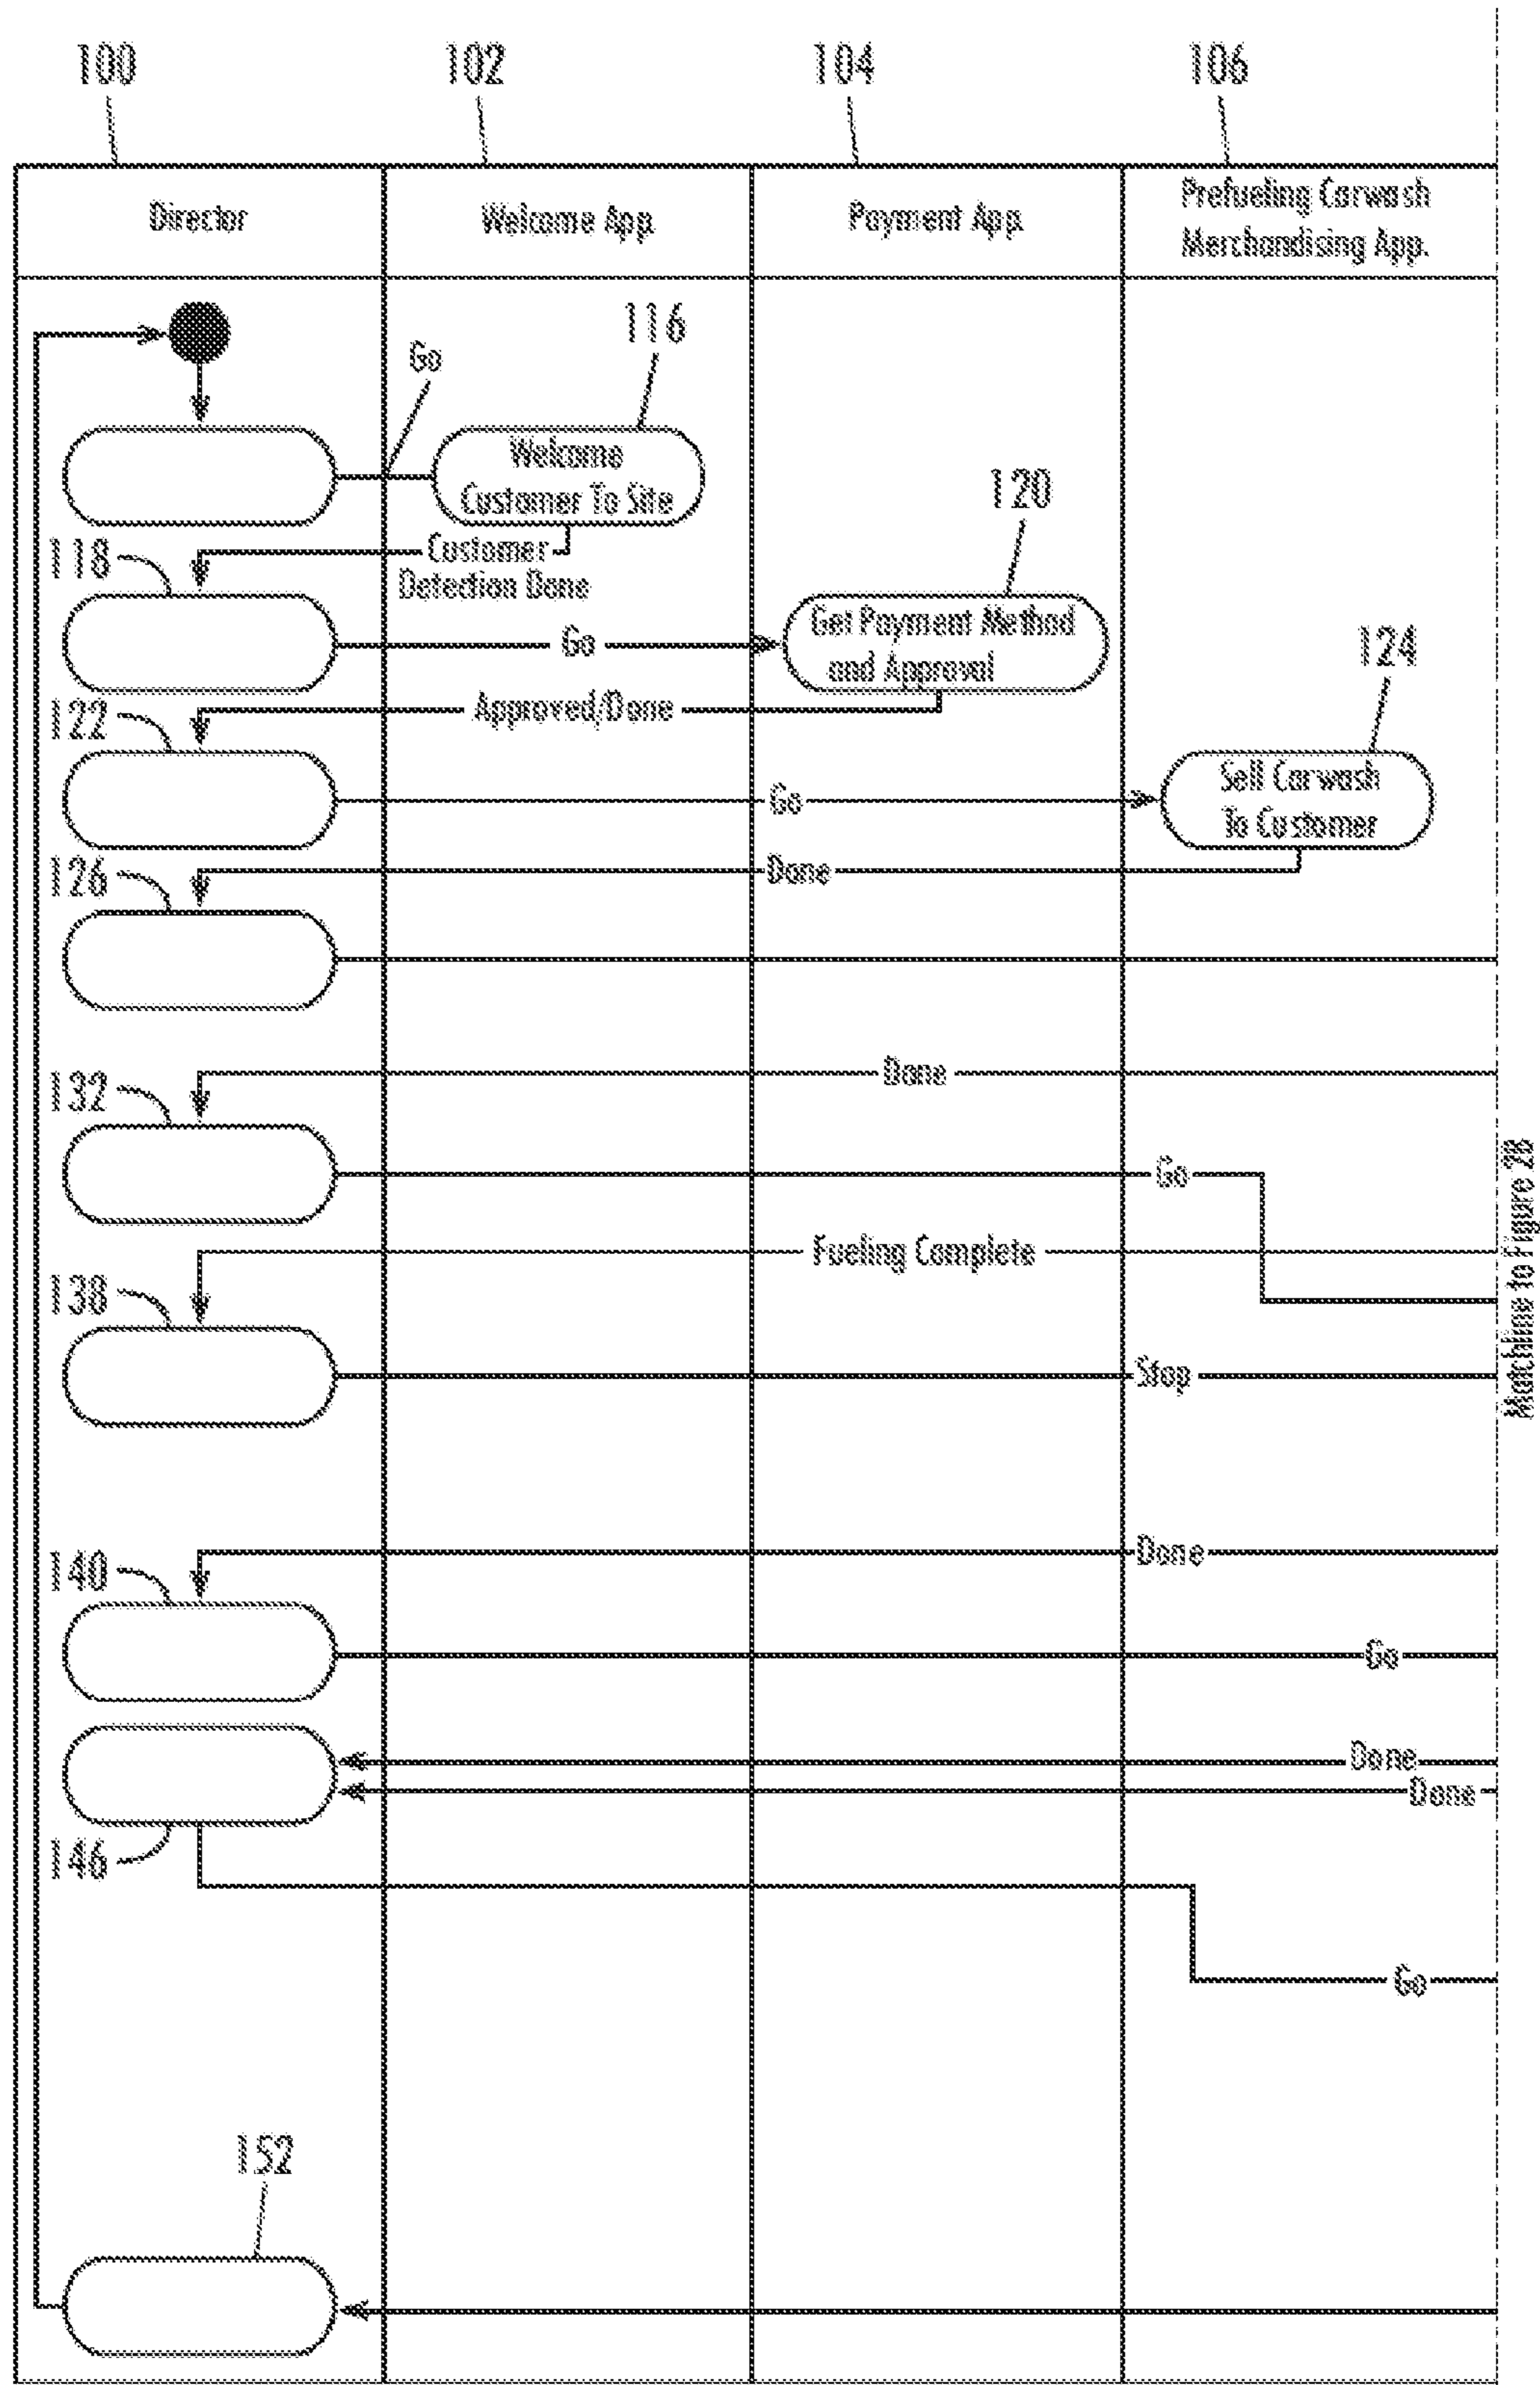 100
102
104
106
Director
Welcome App.
Payment App.
Prefueling Carwash
Merchandising App.
Go
116
Welcome
Customer To Site
118
Customer
Detection Done
120
Go
Get Payment Method
and Approval
122
Approved/Done
124
Go
Sell Carwash
To Customer
126
Done
132
Done
Go
138
Fueling Complete
Stop
140
Done
Go
Done
Done
146
Go
152
Matchline to Figure 2B